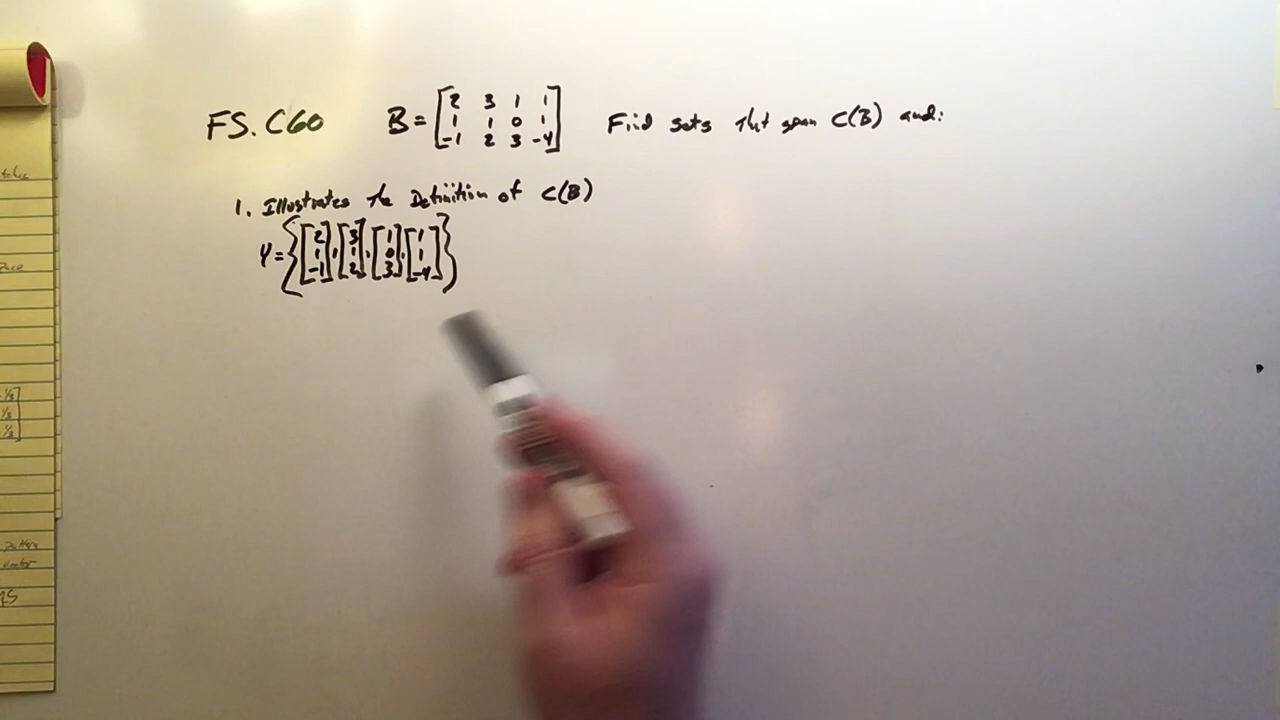 FS.C60 B = [2 3 1 1; 1 1 0 1; -1 2 3 -4] Find sets that span C(B) and:
1. Illustrates the Definition of C(B)
Y = {[2; 1; -1], [3; 1; 2], [1; 0; 3], [1; 1; -4]}